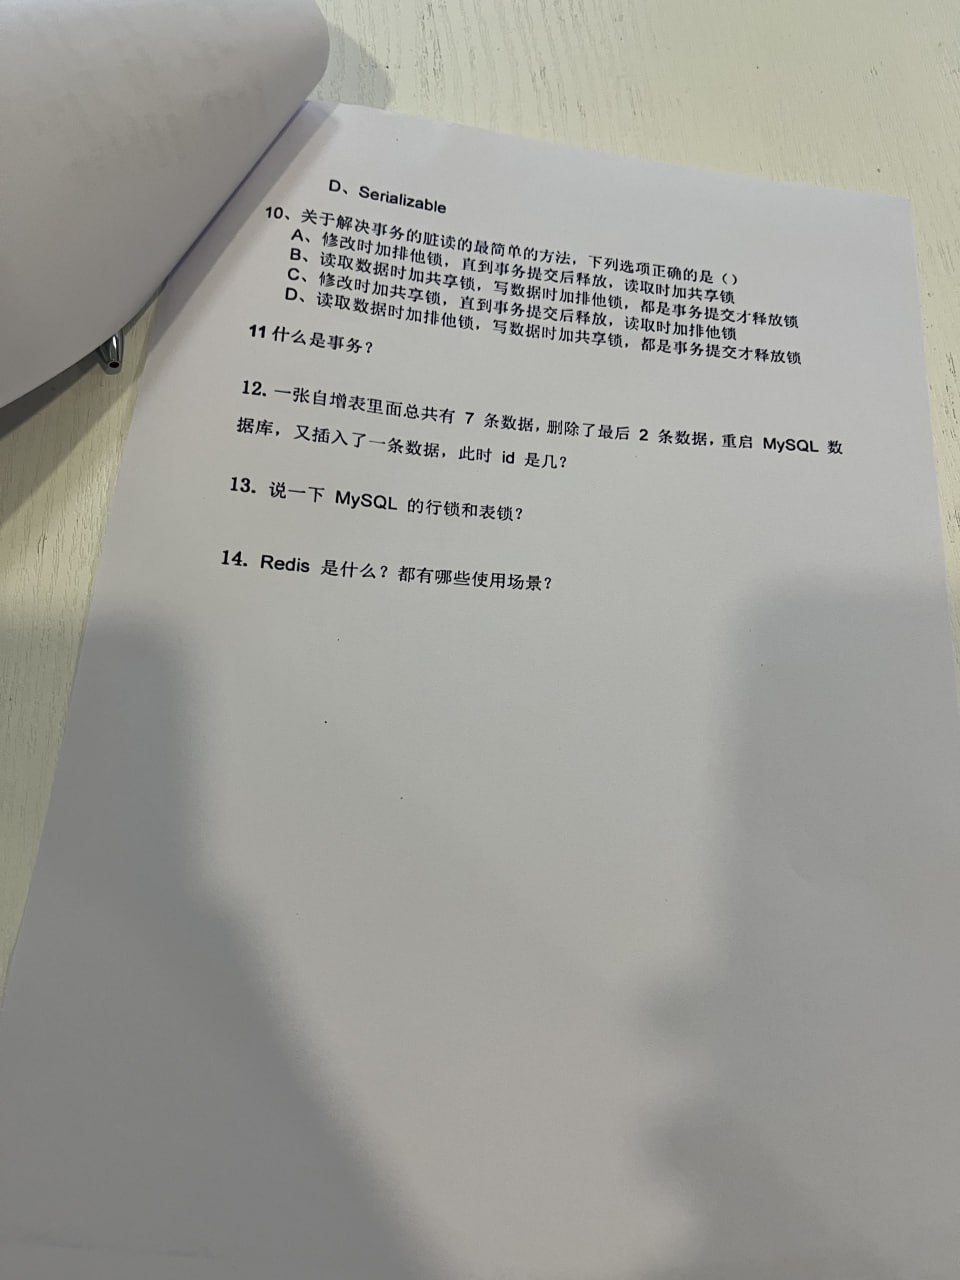 D、Serializable
10、关于解决事务的脏读的最简单的方法，下列选项正确的是（）
A、修改时加排他锁，直到事务提交后释放，读取时加共享锁
B、读取数据时加共享锁，写数据时加排他锁，都是事务提交才释放锁
C、修改时加共享锁，直到事务提交后释放，读取时加排他锁
D、读取数据时加排他锁，写数据时加共享锁，都是事务提交才释放锁
11 什么是事务？
12. 一张自增表里面总共有 7 条数据，删除了最后 2 条数据，重启 MySQL 数
据库，又插入了一条数据，此时 id 是几？
13. 说一下 MySQL 的行锁和表锁？
14. Redis 是什么？都有哪些使用场景？